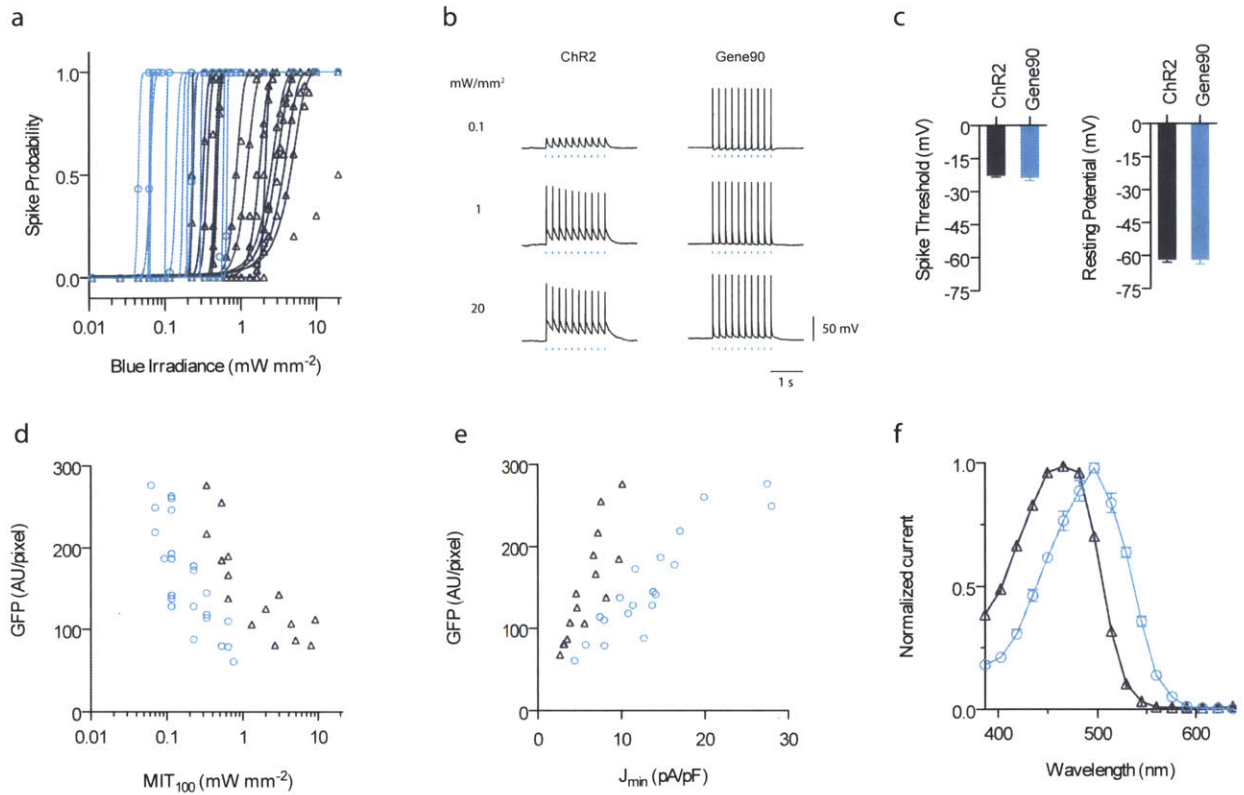 a
Spike Probability
1.0
0.5
0.0
0.01
0.1
1
10
Blue Irradiance (mW mm-2)
b
ChR2
Gene90
mW/mm2
0.1
1
20
50 mV
1 s
c
ChR2
Gene90
Spike Threshold (mV)
0
-15
-30
-45
-60
-75
ChR2
Gene90
Resting Potential (mV)
0
-15
-30
-45
-60
-75
d
GFP (AU/pixel)
300
200
100
0
0.01
0.1
1
10
MIT100 (mW mm-2)
e
GFP (AU/pixel)
300
200
100
0
0
10
20
30
Jmin (pA/pF)
f
Normalized current
1.0
0.5
0.0
400
500
600
Wavelength (nm)